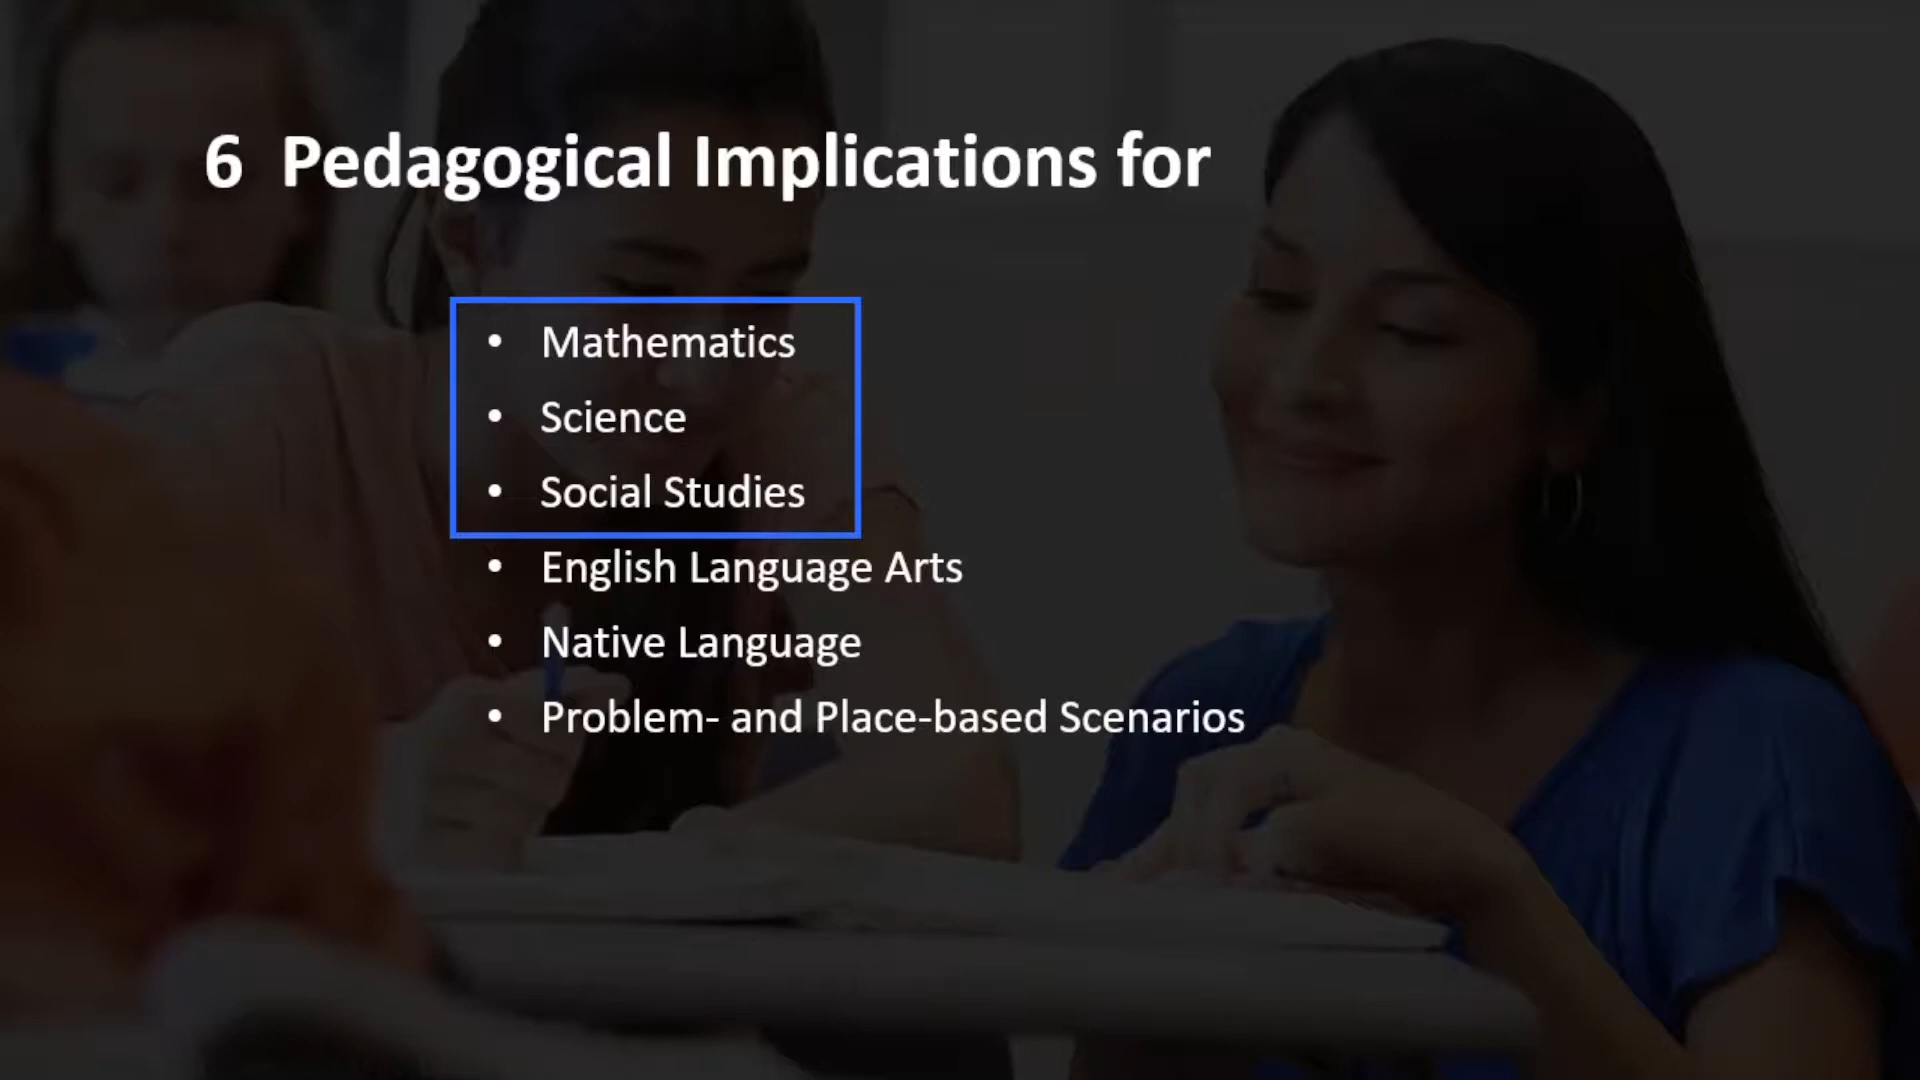 6 Pedagogical Implications for
• Mathematics
• Science
• Social Studies
• English Language Arts
• Native Language
• Problem- and Place-based Scenarios